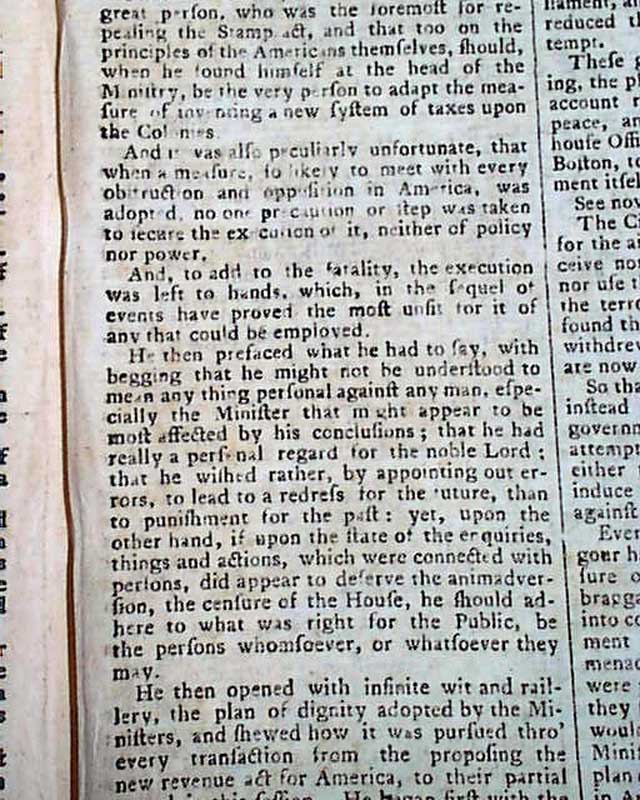 great person, who was the foremost for re-
pealing the Stamp act, and that too on the
principles of the Americans themselves, should,
when he found himself at the head of the
Ministry, be the very person to adapt the mea-
sure of inventing a new system of taxes upon
the Colonies
And it was also peculiarly unfortunate, that
when a measure, so likely to meet with every
obstruction and opposition in America, was
adopted, no one precaution or step was taken
to secure the execution of it, neither of policy
nor power.
And, to add to the fatality, the execution
was left to hands, which, in the sequel of
events have proved the most unfit for it of
any that could be employed.
He then prefaced what he had to say, with
begging that he might not be understood to
mean any thing personal against any man, espe-
cially the Minister that might appear to be
most affected by his conclusions; that he had
really a personal regard for the noble Lord;
that he wished rather, by appointing out er-
rors, to lead to a redress for the future, than
to punishment for the past: yet, upon the
other hand, if upon the state of the enquiries,
things and actions, which were connected with
persons, did appear to deserve the animadver-
sion, the censure of the House, he should ad-
here to what was right for the Public, be
the persons whomsoever, or whatsoever they
may.
He then opened with infinite wit and rail-
lery, the plan of dignity adopted by the Mi-
nisters, and shewed how it was pursued thro'
every transaction from the proposing the
new revenue act for America, to their partial
He began first with the
reduced
tempt.
These
ing, the
account
peace,
house
Boston, to
ment
See
The
for the
ceive
nor use
the
found
withdrew
are now
So
instead
attempt
either
induce
against
into
ment
were
they
plan